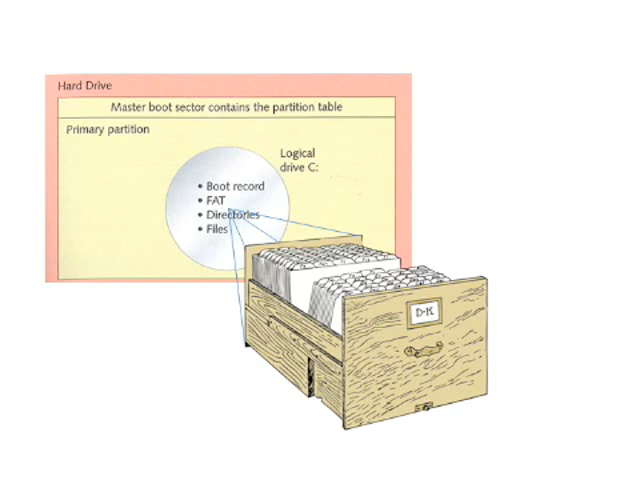 Hard Drive
Master boot sector contains the partition table
Primary partition
Logical
drive C:
• Boot record
• FAT
• Directories
• Files
D-K